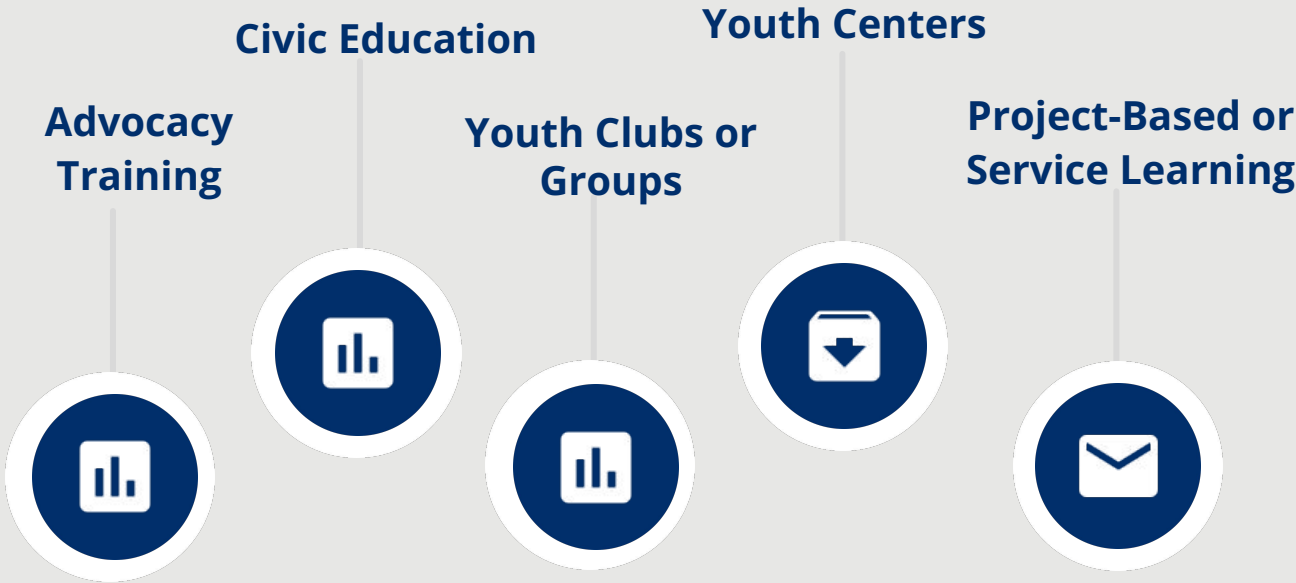 Advocacy
Training
Civic Education
Youth Clubs or
Groups
Youth Centers
Project-Based or
Service Learning